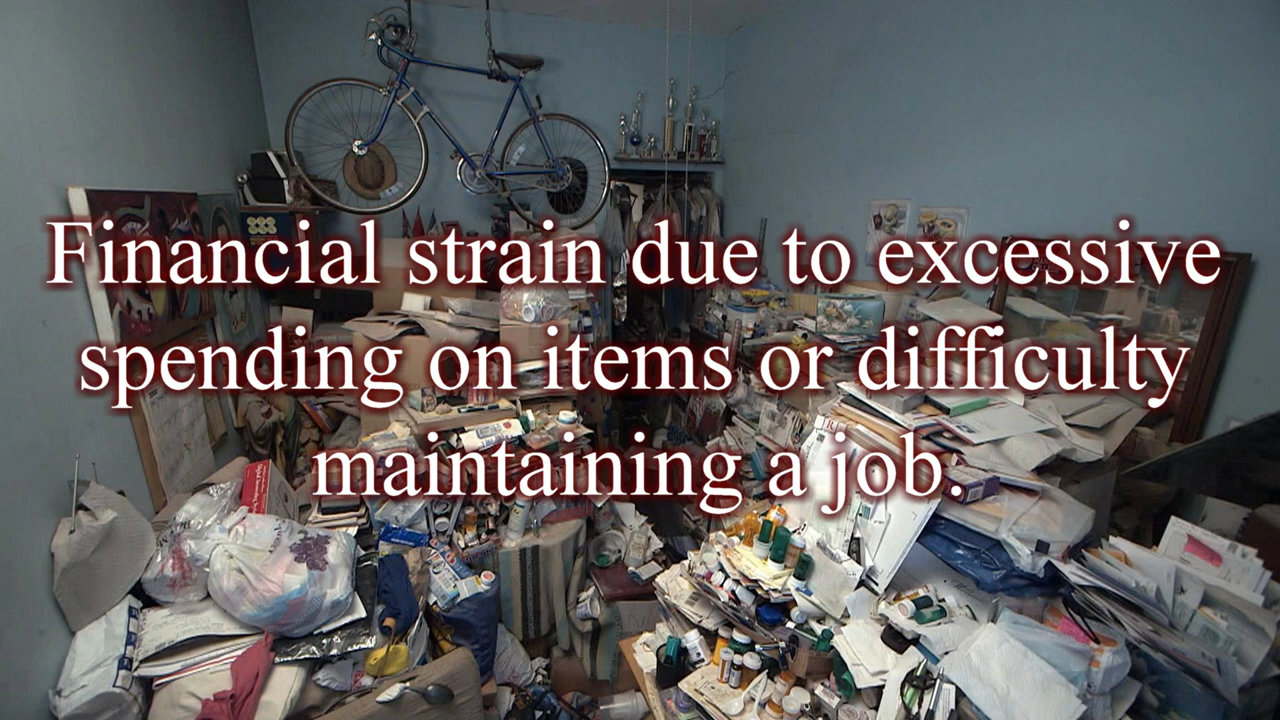 Financial strain due to excessive
spending on items or difficulty
maintaining a job.